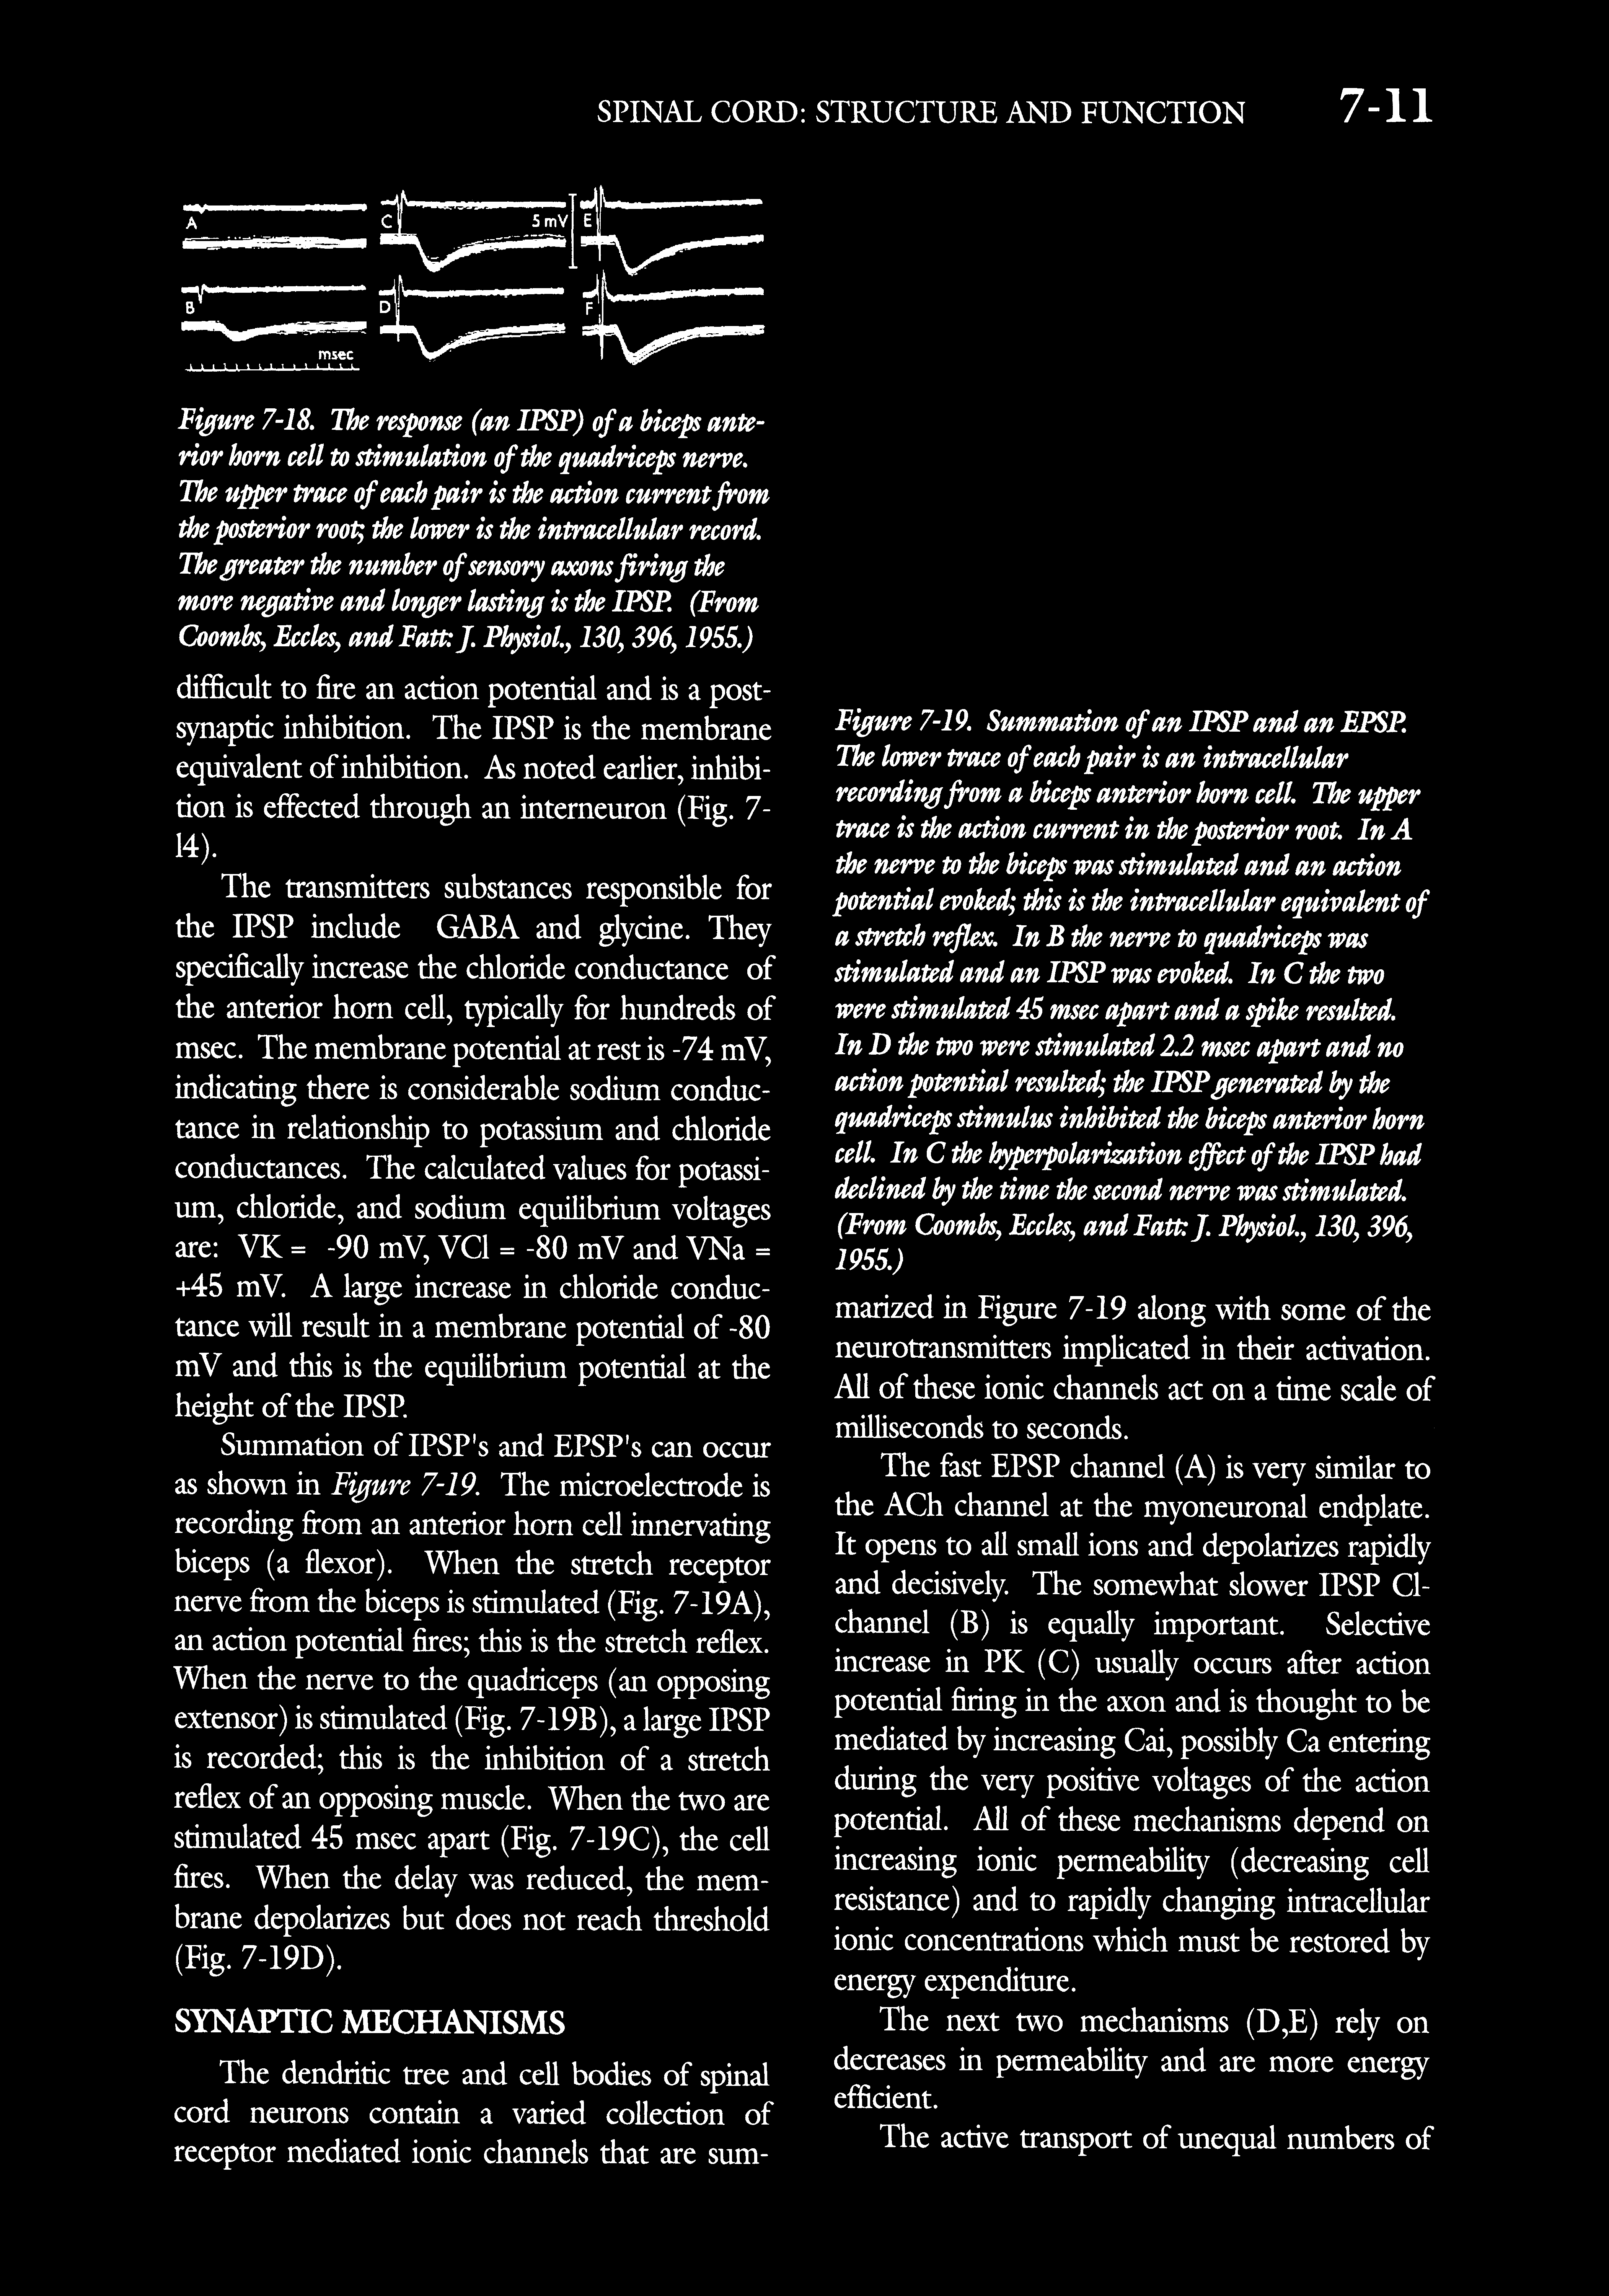 SPINAL CORD: STRUCTURE AND FUNCTION 7-11
A
C
5 mV
E
B
D
F
msec
Figure 7-18. The response (an IPSP) of a biceps ante-
rior horn cell to stimulation of the quadriceps nerve.
The upper trace of each pair is the action current from
the posterior root; the lower is the intracellular record.
The greater the number of sensory axons firing the
more negative and longer lasting is the IPSP. (From
Coombs, Eccles, and Fatt: J. Physiol., 130, 396, 1955.)
difficult to fire an action potential and is a post-
synaptic inhibition. The IPSP is the membrane
equivalent of inhibition. As noted earlier, inhibi-
tion is effected through an interneuron (Fig. 7-
14).
The transmitters substances responsible for
the IPSP include GABA and glycine. They
specifically increase the chloride conductance of
the anterior horn cell, typically for hundreds of
msec. The membrane potential at rest is -74 mV,
indicating there is considerable sodium conduc-
tance in relationship to potassium and chloride
conductances. The calculated values for potassi-
um, chloride, and sodium equilibrium voltages
are: VK = -90 mV, VCl = -80 mV and VNa =
+45 mV. A large increase in chloride conduc-
tance will result in a membrane potential of -80
mV and this is the equilibrium potential at the
height of the IPSP.
Summation of IPSP's and EPSP's can occur
as shown in Figure 7-19. The microelectrode is
recording from an anterior horn cell innervating
biceps (a flexor). When the stretch receptor
nerve from the biceps is stimulated (Fig. 7-19A),
an action potential fires; this is the stretch reflex.
When the nerve to the quadriceps (an opposing
extensor) is stimulated (Fig. 7-19B), a large IPSP
is recorded; this is the inhibition of a stretch
reflex of an opposing muscle. When the two are
stimulated 45 msec apart (Fig. 7-19C), the cell
fires. When the delay was reduced, the mem-
brane depolarizes but does not reach threshold
(Fig. 7-19D).
SYNAPTIC MECHANISMS
The dendritic tree and cell bodies of spinal
cord neurons contain a varied collection of
receptor mediated ionic channels that are sum-
Figure 7-19. Summation of an IPSP and an EPSP.
The lower trace of each pair is an intracellular
recording from a biceps anterior horn cell. The upper
trace is the action current in the posterior root. In A
the nerve to the biceps was stimulated and an action
potential evoked; this is the intracellular equivalent of
a stretch reflex. In B the nerve to quadriceps was
stimulated and an IPSP was evoked. In C the two
were stimulated 45 msec apart and a spike resulted.
In D the two were stimulated 2.2 msec apart and no
action potential resulted; the IPSP generated by the
quadriceps stimulus inhibited the biceps anterior horn
cell. In C the hyperpolarization effect of the IPSP had
declined by the time the second nerve was stimulated.
(From Coombs, Eccles, and Fatt: J. Physiol., 130, 396,
1955.)
marized in Figure 7-19 along with some of the
neurotransmitters implicated in their activation.
All of these ionic channels act on a time scale of
milliseconds to seconds.
The fast EPSP channel (A) is very similar to
the ACh channel at the myoneuronal endplate.
It opens to all small ions and depolarizes rapidly
and decisively. The somewhat slower IPSP Cl-
channel (B) is equally important. Selective
increase in PK (C) usually occurs after action
potential firing in the axon and is thought to be
mediated by increasing Cai, possibly Ca entering
during the very positive voltages of the action
potential. All of these mechanisms depend on
increasing ionic permeability (decreasing cell
resistance) and to rapidly changing intracellular
ionic concentrations which must be restored by
energy expenditure.
The next two mechanisms (D,E) rely on
decreases in permeability and are more energy
efficient.
The active transport of unequal numbers of